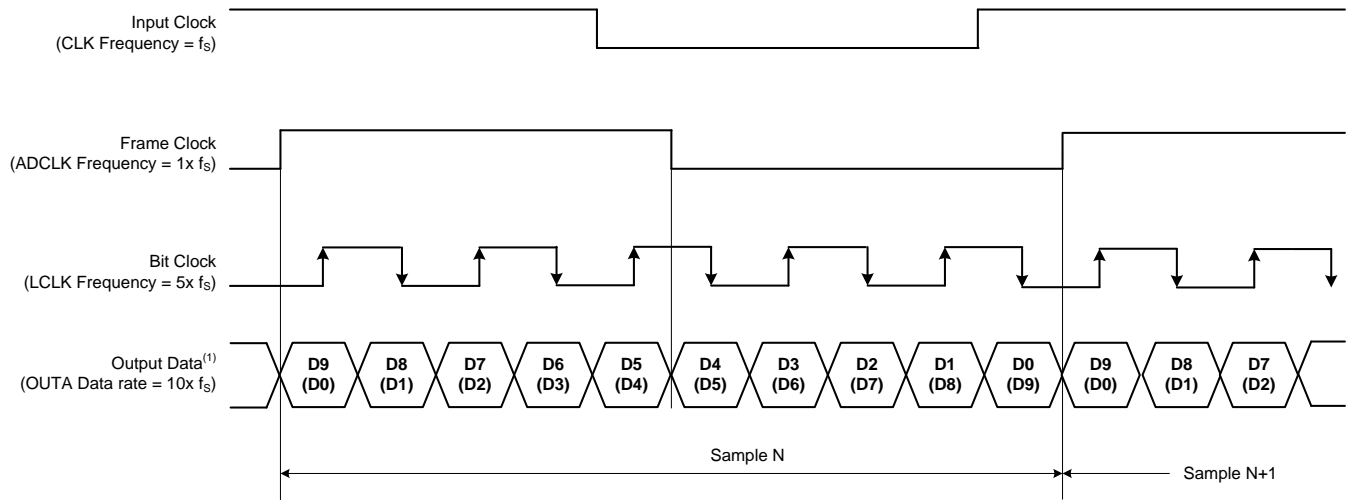 Input Clock
(CLK Frequency = fS)
Frame Clock
(ADCLK Frequency = 1x fS)
Bit Clock
(LCLK Frequency = 5x fS)
Output Data(1)
(OUTA Data rate = 10x fS)
D9 D8 D7 D6 D5 D4 D3 D2 D1 D0 D9 D8 D7
(D0) (D1) (D2) (D3) (D4) (D5) (D6) (D7) (D8) (D9) (D0) (D1) (D2)
Sample N
Sample N+1